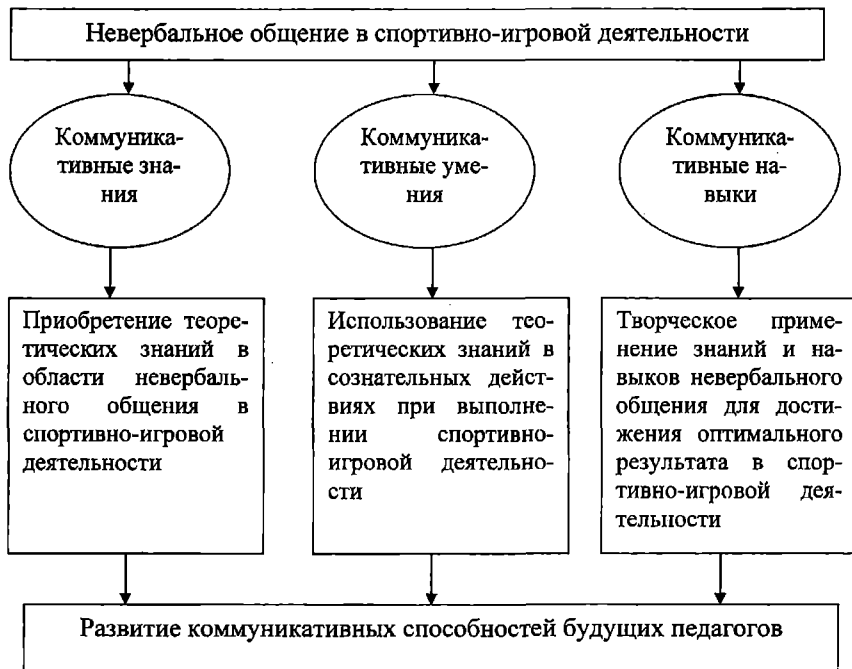 Невербальное общение в спортивно-игровой деятельности
Коммуника-
тивные зна-
ния
Коммуника-
тивные уме-
ния
Коммуника-
тивные на-
выки
Приобретение теоре-
тических знаний в
области невербаль-
ного общения в
спортивно-игровой
деятельности
Использование тео-
ретических знаний в
сознательных дейст-
виях при выполне-
нии спортивно-
игровой деятельно-
сти
Творческое приме-
нение знаний и на-
выков невербального
общения для дости-
жения оптимального
результата в спор-
тивно-игровой дея-
тельности
Развитие коммуникативных способностей будущих педагогов